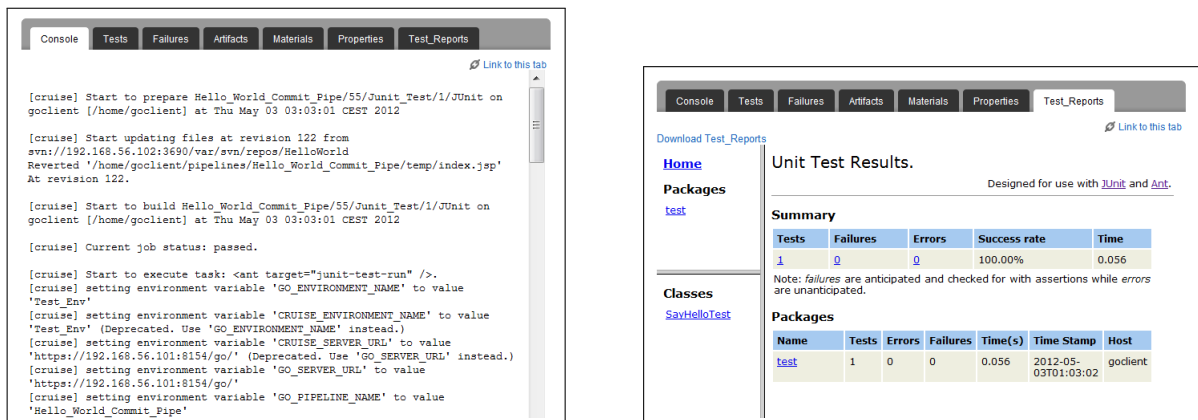 Console Tests Failures Artifacts Materials Properties Test_Reports
Link to this tab
[cruise] Start to prepare Hello_World_Commit_Pipe/55/Junit_Test/1/JUnit on
goclient [/home/goclient] at Thu May 03 03:03:01 CEST 2012
[cruise] Start updating files at revision 122 from
svn://192.168.56.102:3690/var/svn/repos/HelloWorld
Reverted '/home/goclient/pipelines/Hello_World_Commit_Pipe/temp/index.jsp'
At revision 122.
[cruise] Start to build Hello_World_Commit_Pipe/55/Junit_Test/1/JUnit on
goclient [/home/goclient] at Thu May 03 03:03:01 CEST 2012
[cruise] Current job status: passed.
[cruise] Start to execute task: <ant target="junit-test-run" />.
[cruise] setting environment variable 'GO_ENVIRONMENT_NAME' to value
'Test_Env'
[cruise] setting environment variable 'CRUISE_ENVIRONMENT_NAME' to value
'Test_Env' (Deprecated. Use 'GO_ENVIRONMENT_NAME' instead.)
[cruise] setting environment variable 'CRUISE_SERVER_URL' to value
'https://192.168.56.101:8154/go/' (Deprecated. Use 'GO_SERVER_URL' instead.)
[cruise] setting environment variable 'GO_SERVER_URL' to value
'https://192.168.56.101:8154/go/'
[cruise] setting environment variable 'GO_PIPELINE_NAME' to value
'Hello_World_Commit_Pipe'
Console Tests Failures Artifacts Materials Properties Test_Reports
Link to this tab
Download Test_Reports
Home
Packages
test
Classes
SayHelloTest
Unit Test Results.
Designed for use with JUnit and Ant.
Summary
Tests Failures Errors Success rate Time
1 0 0 100.00% 0.056
Note: failures are anticipated and checked for with assertions while errors
are unanticipated.
Packages
Name Tests Errors Failures Time(s) Time Stamp Host
test 1 0 0 0.056 2012-05-
03T01:03:02 goclient